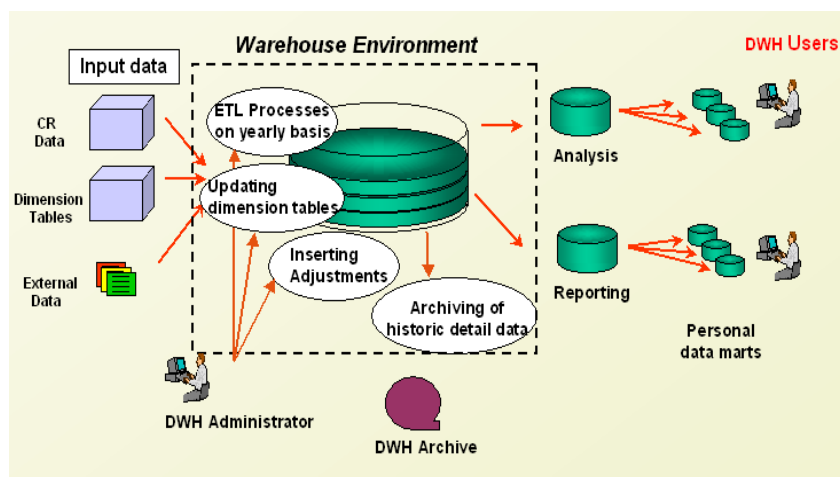 Warehouse Environment
DWH Users
Input data
CR
Data
Dimension
Tables
External
Data
ETL Processes
on yearly basis
Updating
dimension tables
Inserting
Adjustments
Archiving of
historic detail data
Analysis
Reporting
Personal
data marts
DWH Administrator
DWH Archive